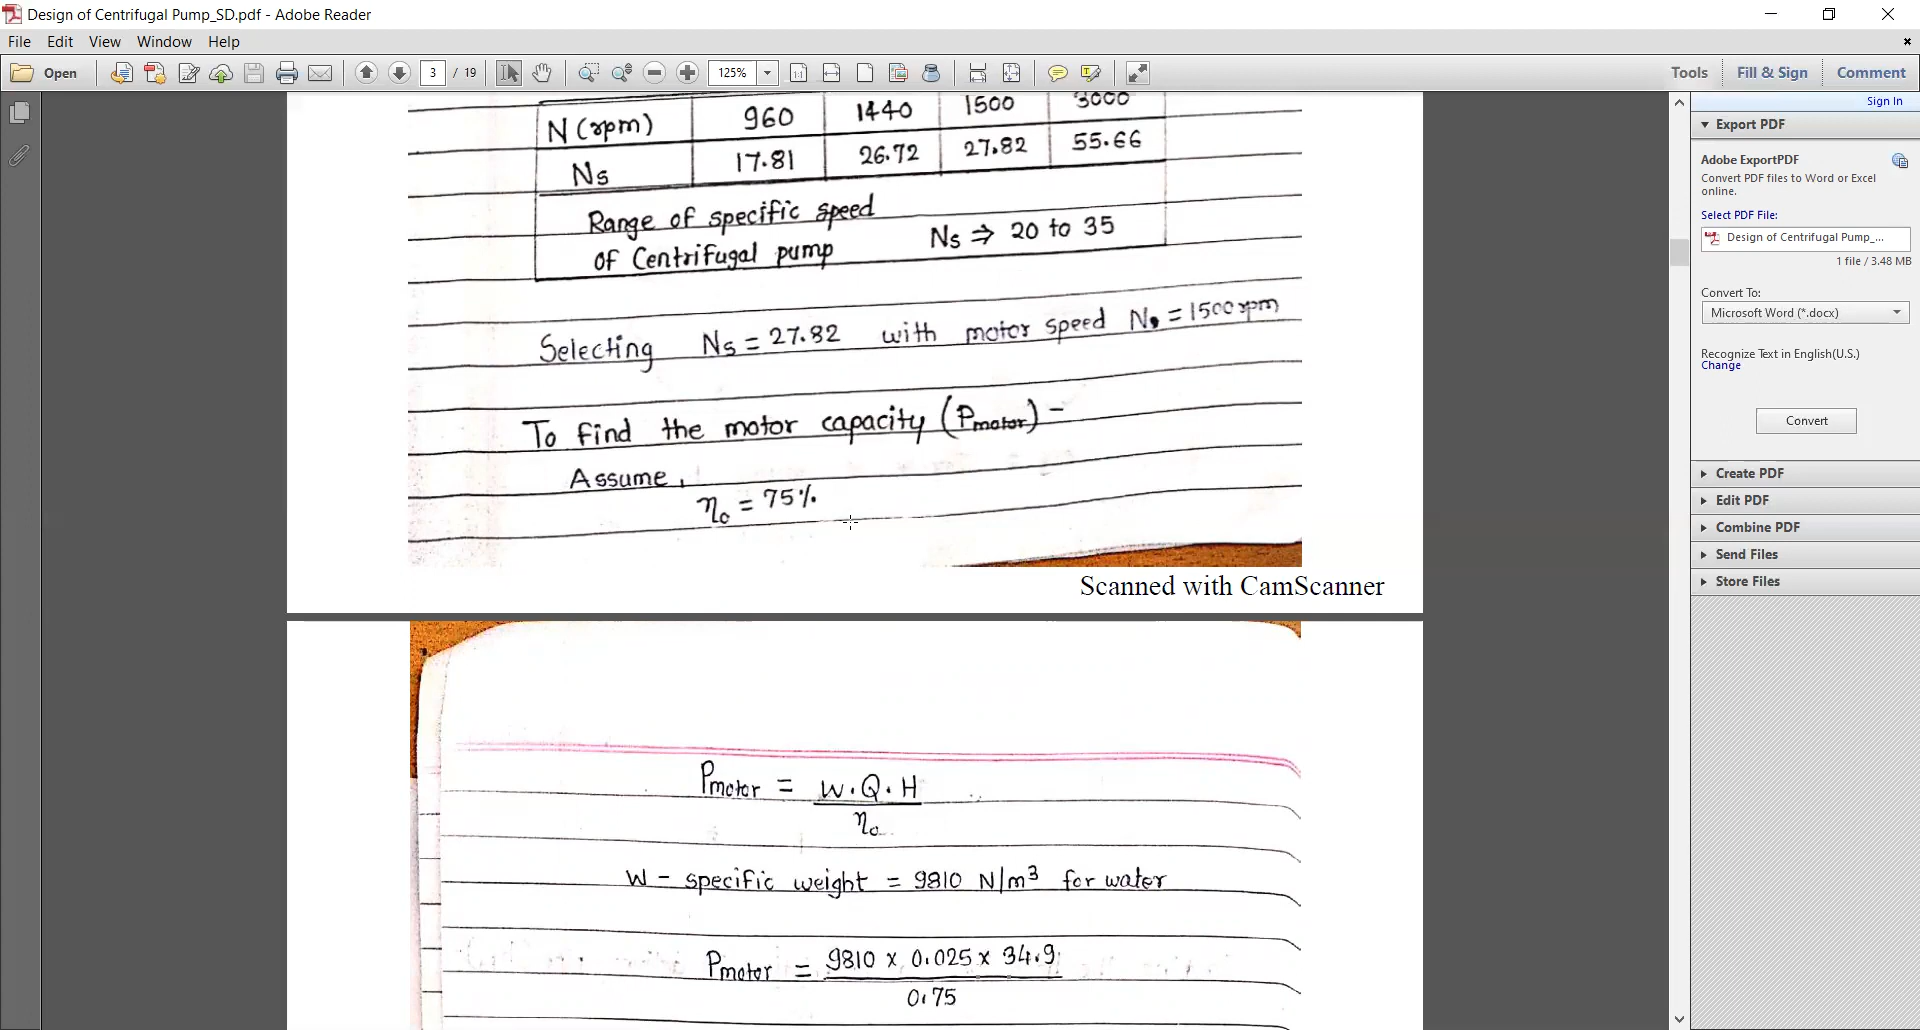 Design of Centrifugal Pump_SD.pdf - Adobe Reader
File Edit View Window Help
Open 3 / 19 125% Tools Fill & Sign Comment
Sign In
Export PDF
Adobe ExportPDF
Convert PDF files to Word or Excel
online.
Select PDF File:
Design of Centrifugal Pump_...
1 file / 3.48 MB
Convert To:
Microsoft Word (*.docx)
Recognize Text in English(U.S.)
Change
Convert
Create PDF
Edit PDF
Combine PDF
Send Files
Store Files
N (rpm) 960 1440 1500 3000
Ns 17.81 26.72 27.82 55.66
Range of specific speed
of Centrifugal pump Ns ⇒ 20 to 35
Selecting Ns = 27.82 with motor speed N = 1500 rpm
To find the motor capacity (Pmotor) -
Assume,
η₀ = 75%
Scanned with CamScanner
Pmotor = W.Q.H
η₀
W - specific weight = 9810 N/m³ for water
Pmotor = 9810 x 0.025 x 34.9
0.75